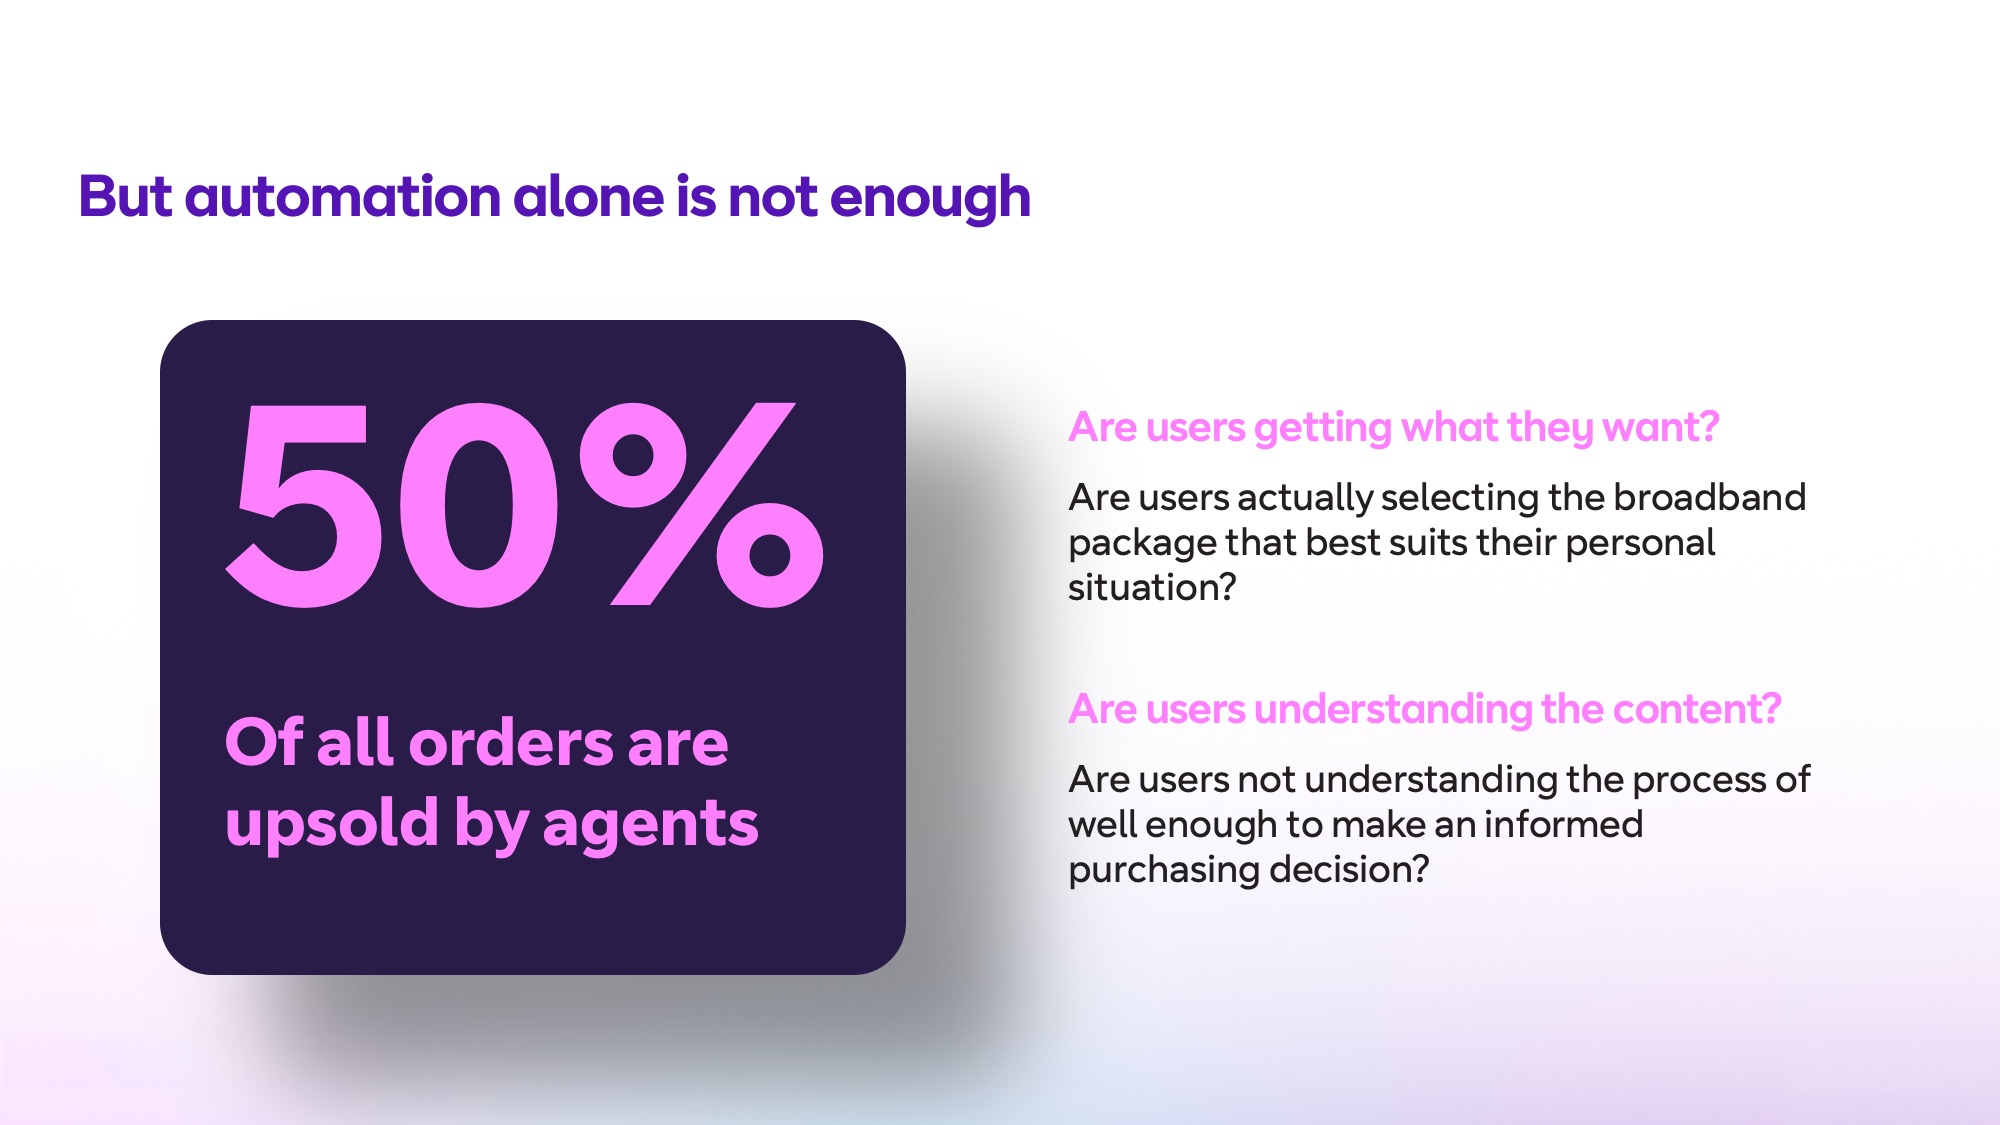 But automation alone is not enough
50%
Of all orders are
upsold by agents
Are users getting what they want?
Are users actually selecting the broadband
package that best suits their personal
situation?
Are users understanding the content?
Are users not understanding the process of
well enough to make an informed
purchasing decision?